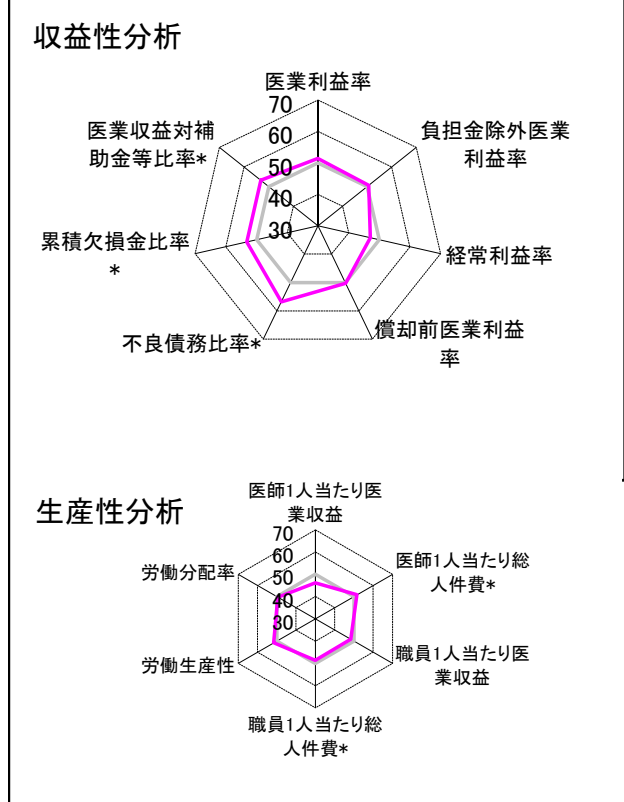 収益性分析
医業利益率
70
60
50
40
30
負担金除外医業
利益率
経常利益率
償却前医業利益
率
不良債務比率*
累積欠損金比率
*
医業収益対補
助金等比率*
生産性分析
医師1人当たり医
業収益
70
60
50
40
30
医師1人当たり総
人件費*
職員1人当たり医
業収益
職員1人当たり総
人件費*
労働生産性
労働分配率